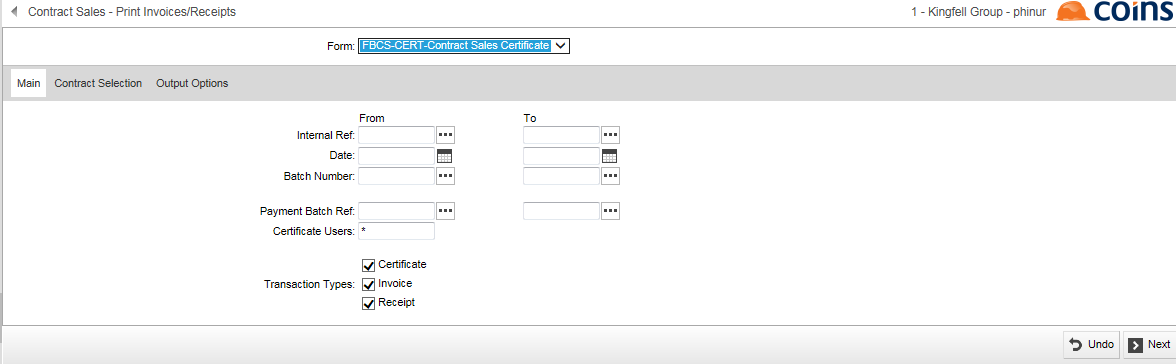 Contract Sales - Print Invoices/Receipts
1 - Kingfell Group - phinur
coins
Form: FBCS-CERT-Contract Sales Certificate
Main Contract Selection Output Options
From To
Internal Ref:
Date:
Batch Number:
Payment Batch Ref:
Certificate Users: *
Certificate
Transaction Types: Invoice
Receipt
Undo Next